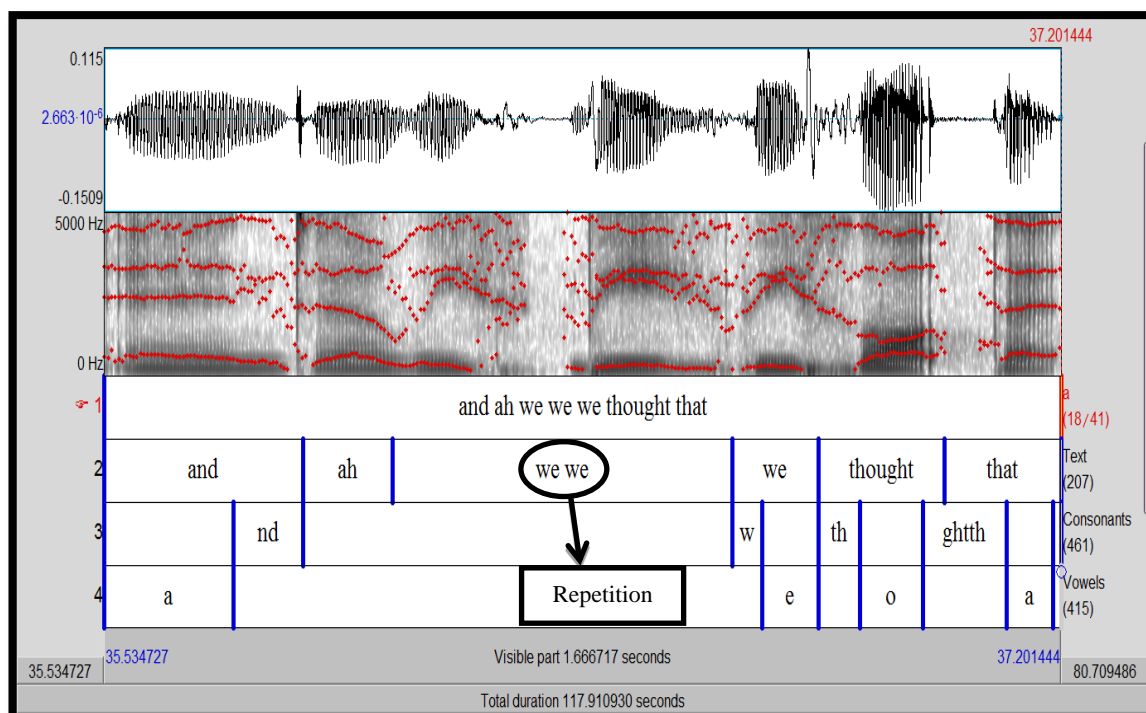 37.201444
0.115
2.663·10⁻⁶
-0.1509
5000 Hz
0 Hz
☞ 1 and ah we we we thought that a
(18/41)
2 and ah we we we thought that Text
(207)
3 nd w th ghtth Consonants
(461)
4 a Repetition e o a Vowels
(415)
35.534727 Visible part 1.666717 seconds 37.201444
35.534727 80.709486
Total duration 117.910930 seconds